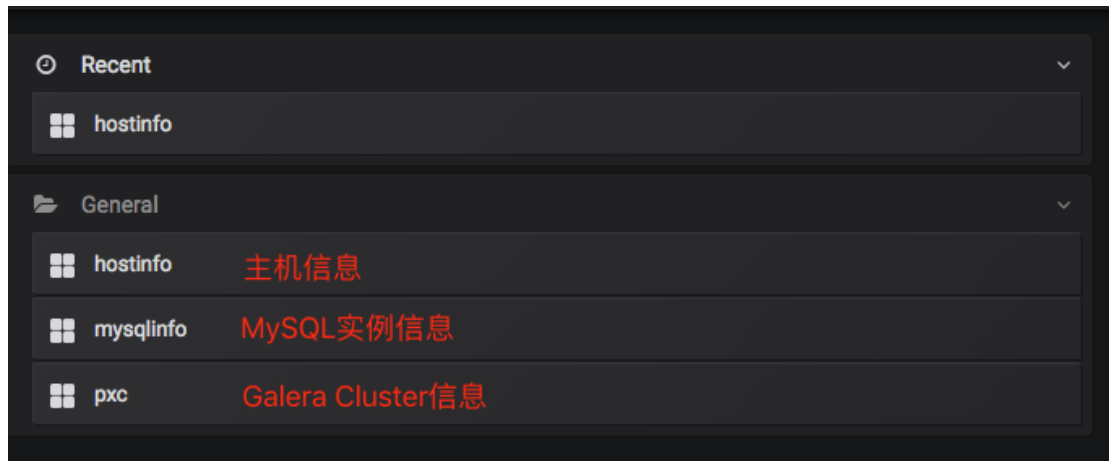 Recent
hostinfo
General
hostinfo 主机信息
mysqlinfo MySQL实例信息
pxc Galera Cluster信息